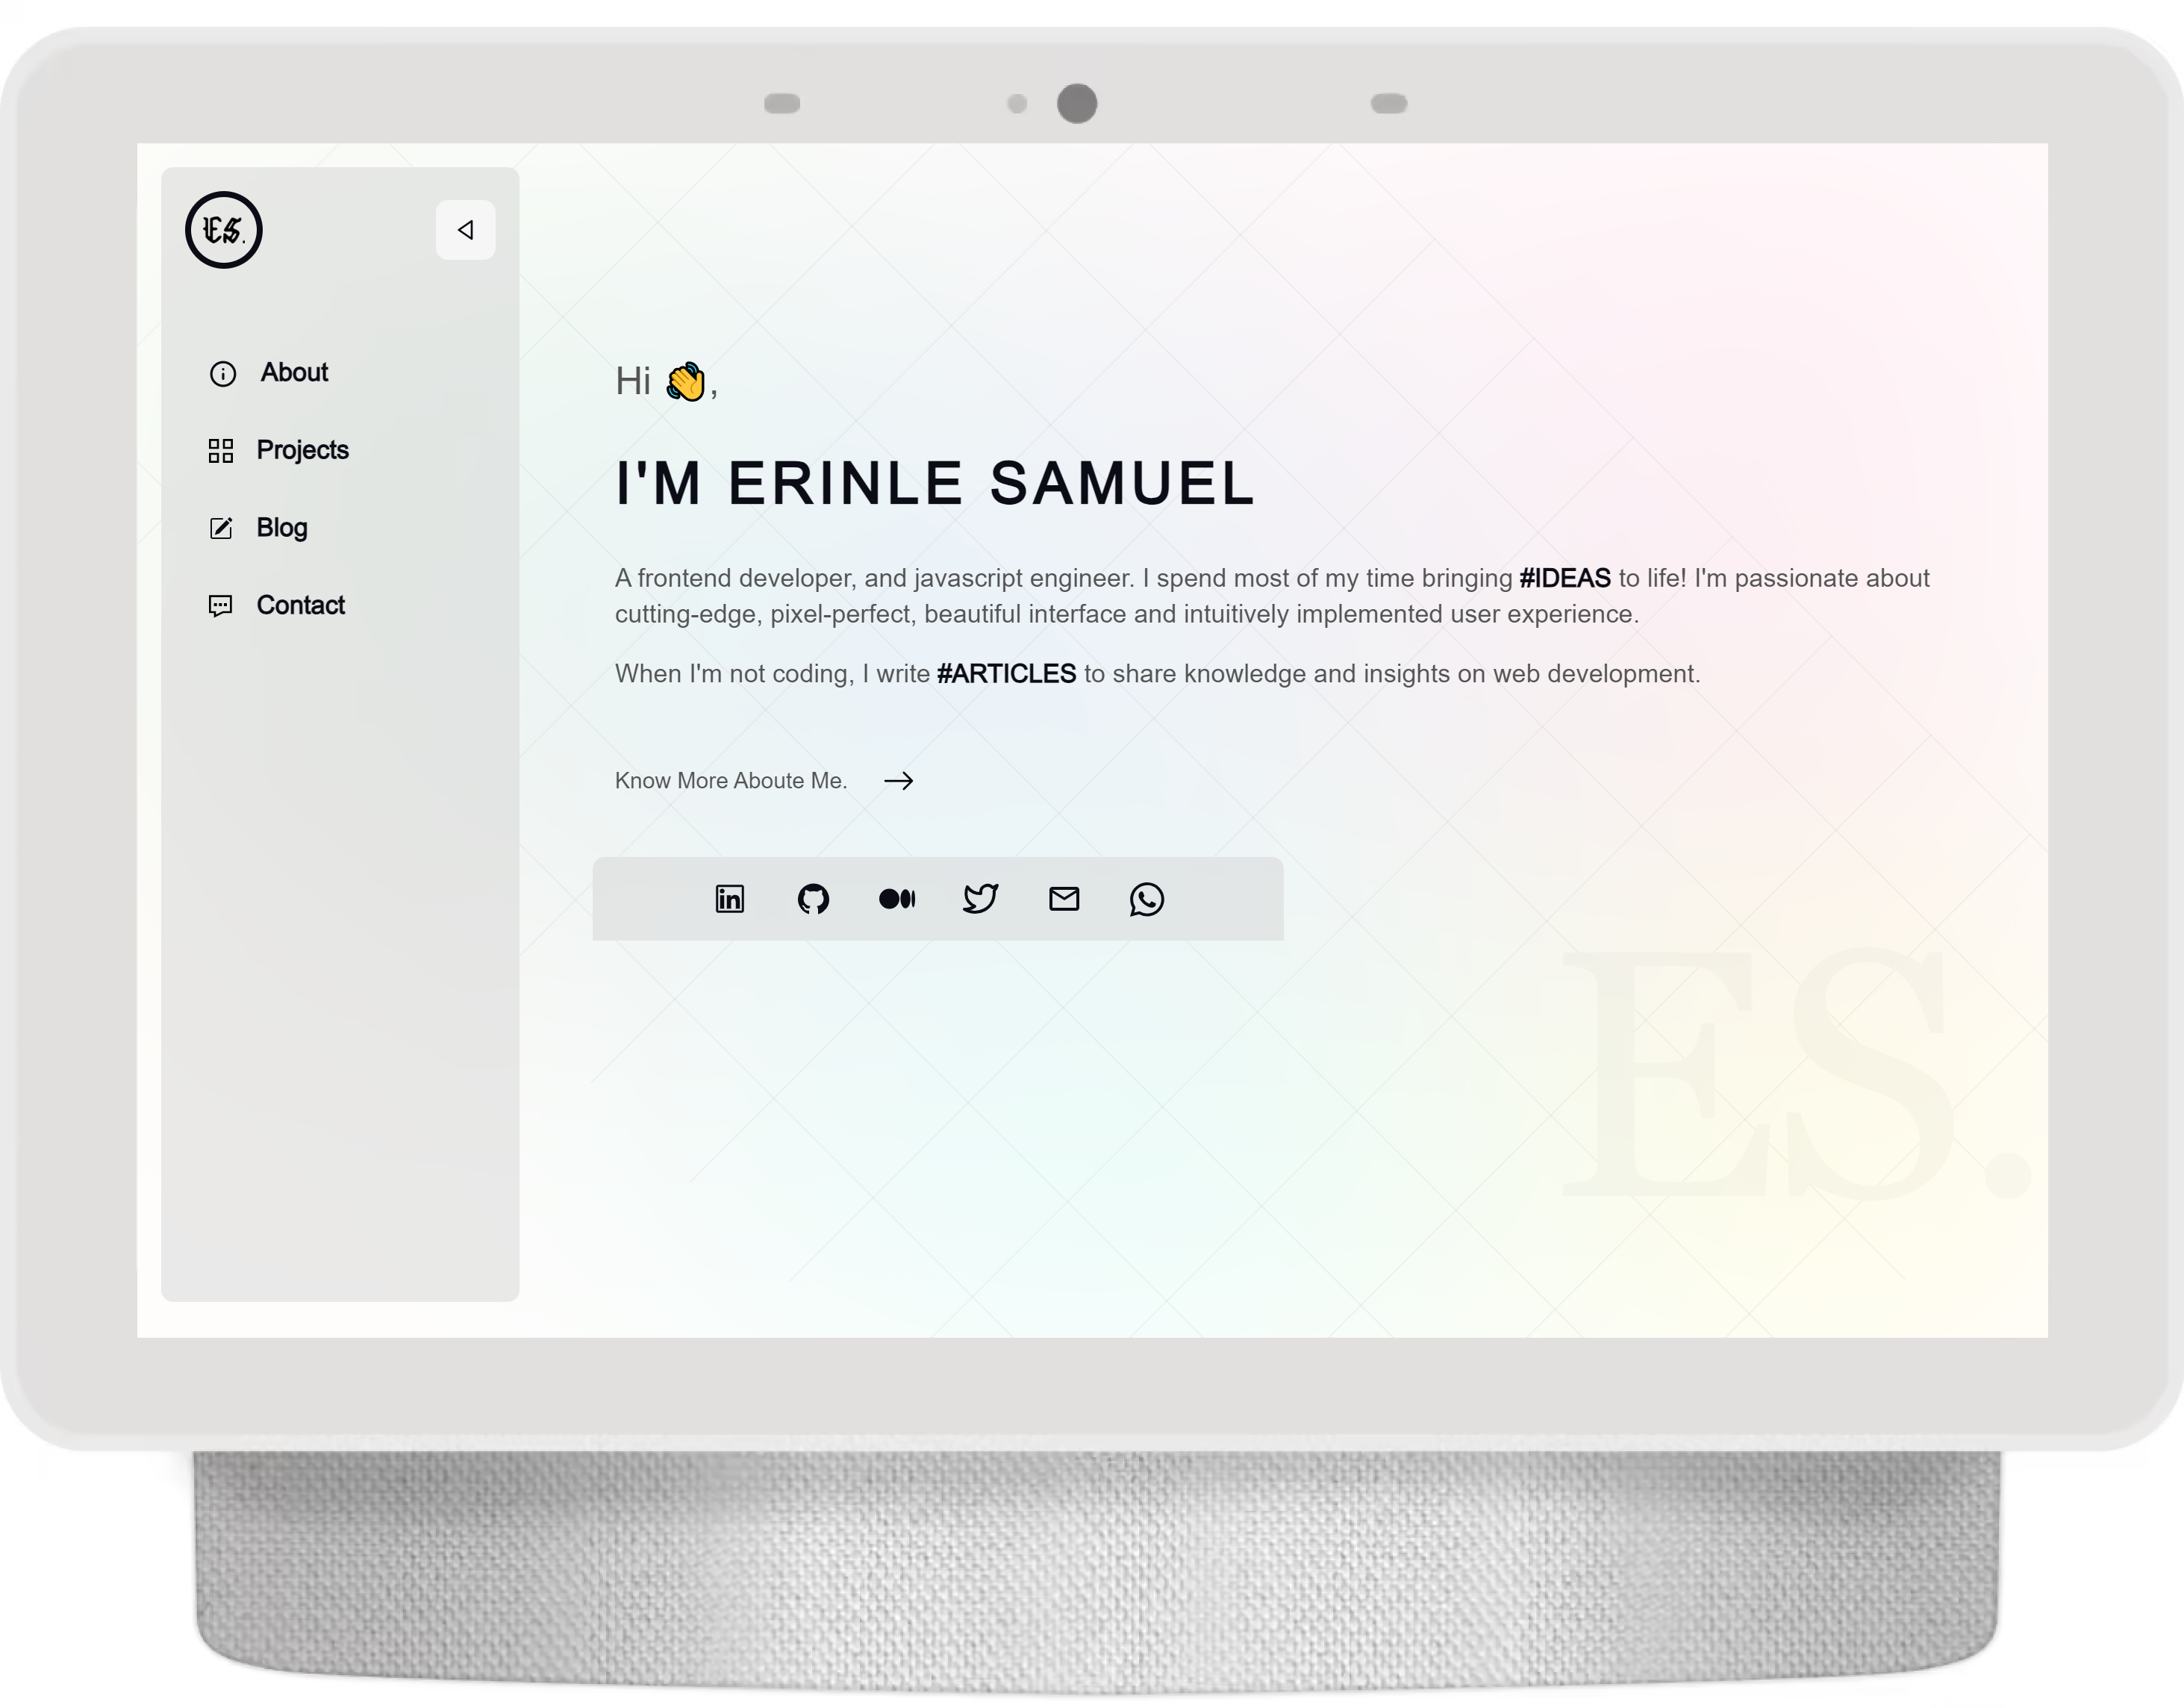 ES.
About
Projects
Blog
Contact
Hi 👋,
I'M ERINLE SAMUEL
A frontend developer, and javascript engineer. I spend most of my time bringing #IDEAS to life! I'm passionate about
cutting-edge, pixel-perfect, beautiful interface and intuitively implemented user experience.
When I'm not coding, I write #ARTICLES to share knowledge and insights on web development.
Know More Aboute Me.
in
ES.